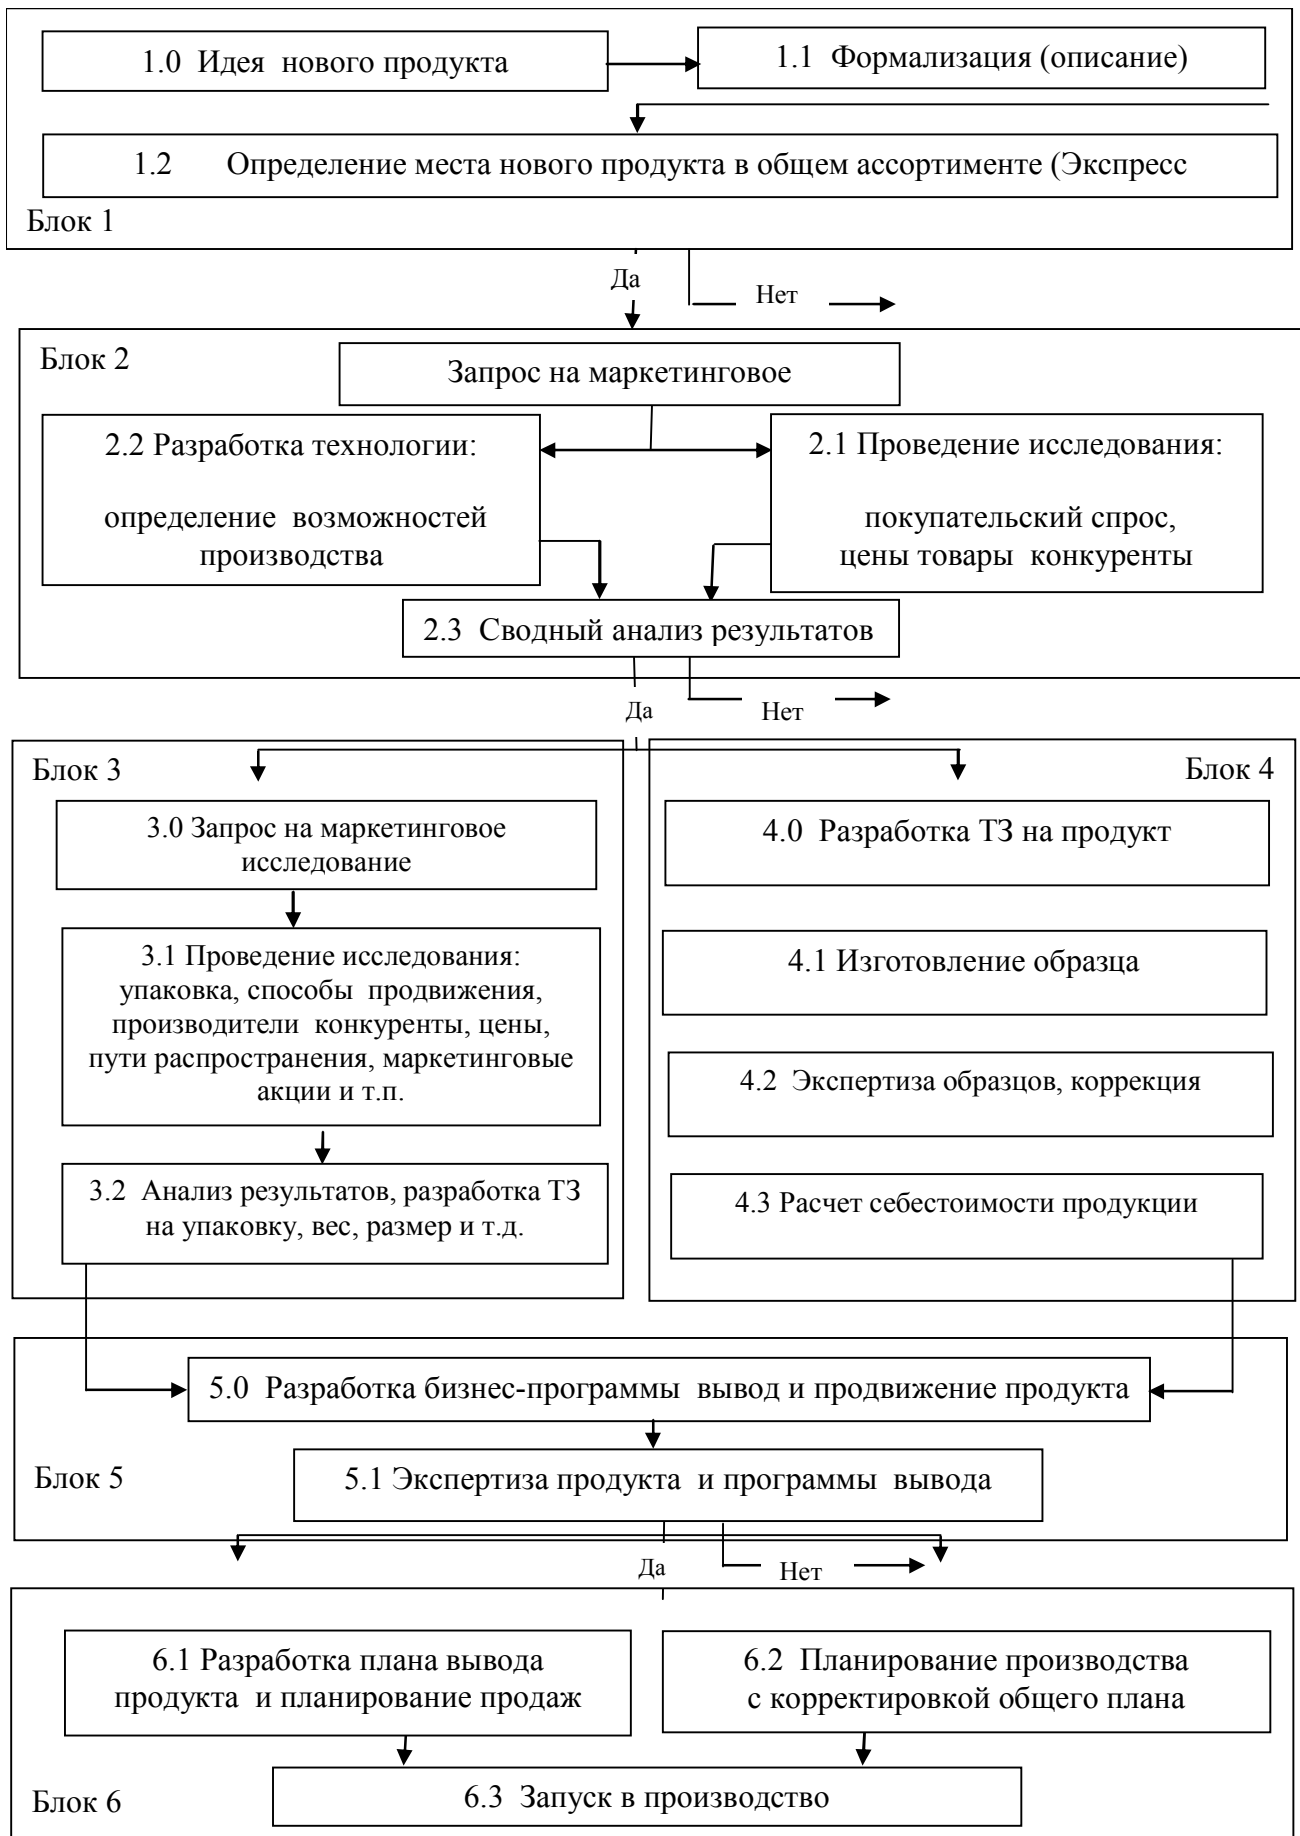 1.0 Идея нового продукта
1.1 Формализация (описание)
1.2 Определение места нового продукта в общем ассортименте (Экспресс
Блок 1
Да
Нет
Блок 2
Запрос на маркетинговое
2.2 Разработка технологии:
определение возможностей
производства
2.1 Проведение исследования:
покупательский спрос,
цены товары конкуренты
2.3 Сводный анализ результатов
Да
Нет
Блок 3
3.0 Запрос на маркетинговое
исследование
3.1 Проведение исследования:
упаковка, способы продвижения,
производители конкуренты, цены,
пути распространения, маркетинговые
акции и т.п.
3.2 Анализ результатов, разработка ТЗ
на упаковку, вес, размер и т.д.
Блок 4
4.0 Разработка ТЗ на продукт
4.1 Изготовление образца
4.2 Экспертиза образцов, коррекция
4.3 Расчет себестоимости продукции
5.0 Разработка бизнес-программы вывод и продвижение продукта
Блок 5
5.1 Экспертиза продукта и программы вывода
Да
Нет
6.1 Разработка плана вывода
продукта и планирование продаж
6.2 Планирование производства
с корректировкой общего плана
Блок 6
6.3 Запуск в производство